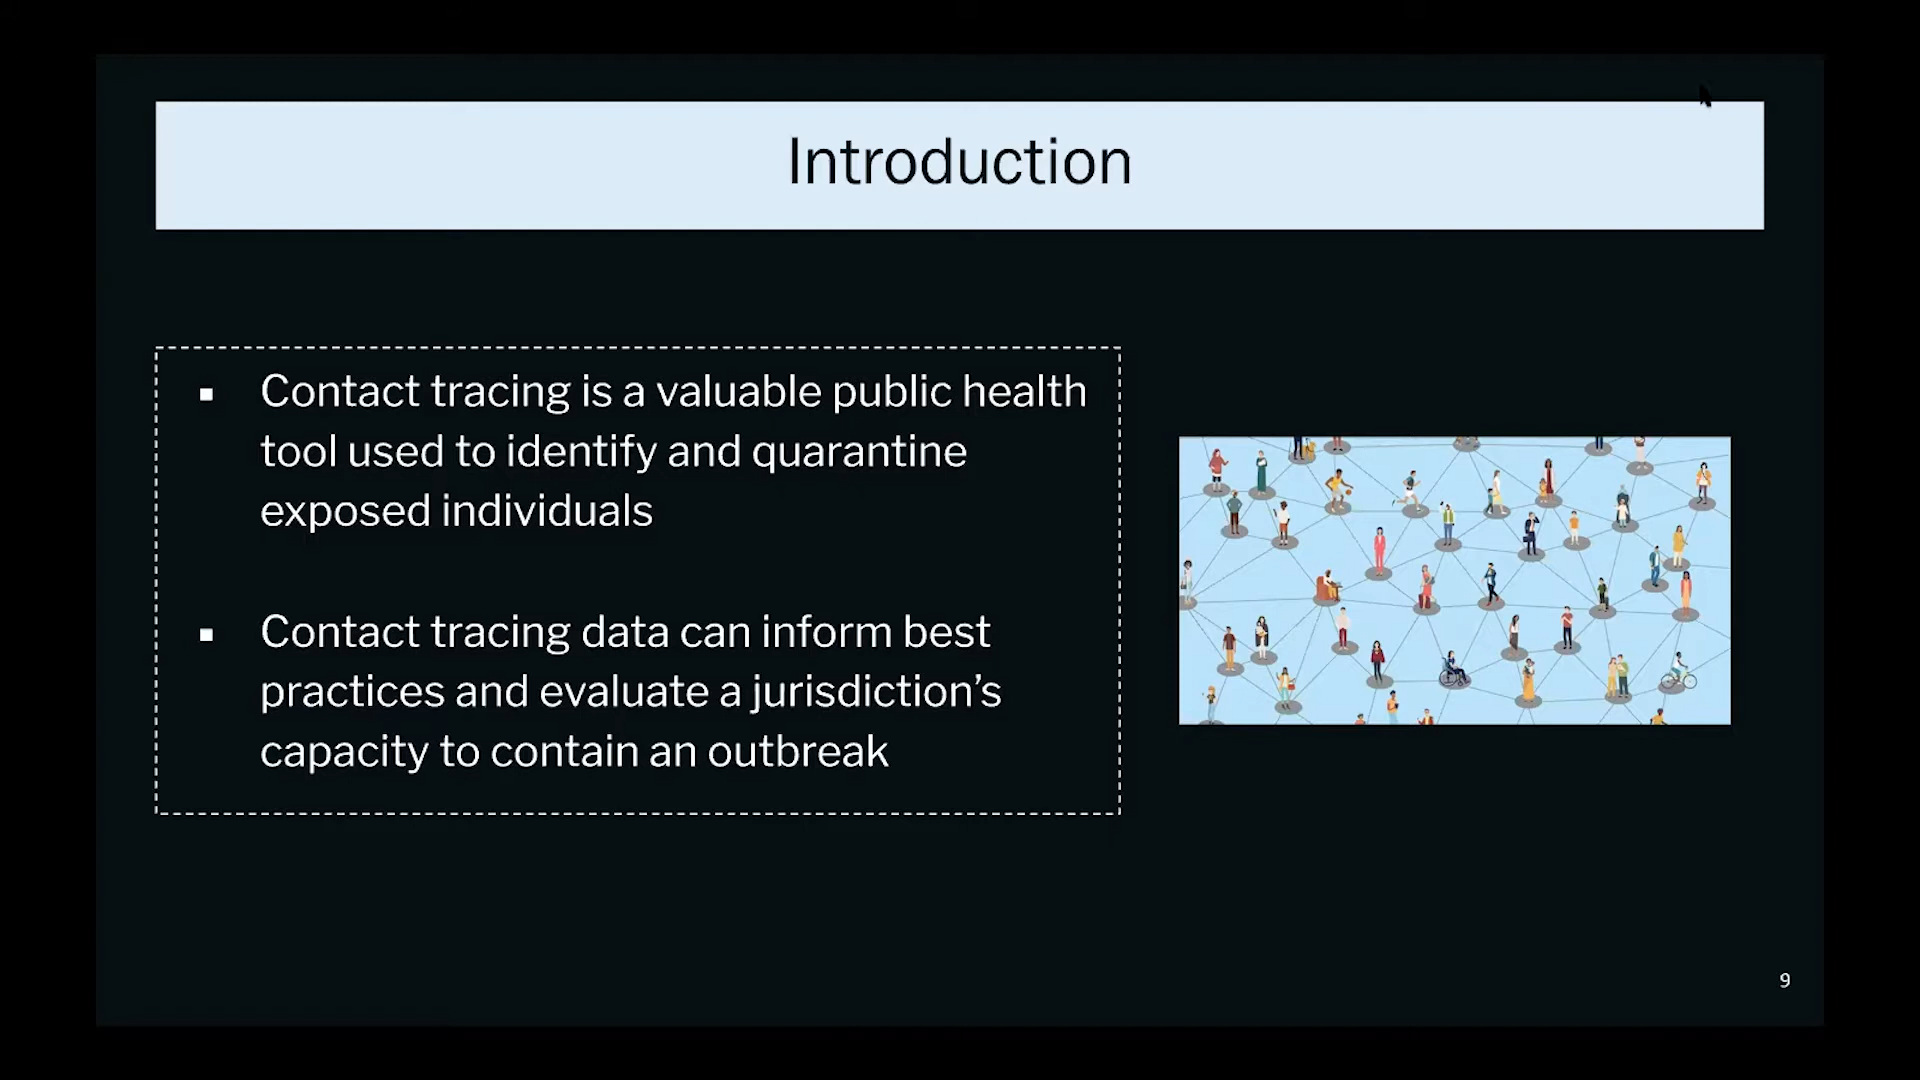 Introduction
▪ Contact tracing is a valuable public health
tool used to identify and quarantine
exposed individuals
▪ Contact tracing data can inform best
practices and evaluate a jurisdiction’s
capacity to contain an outbreak
9